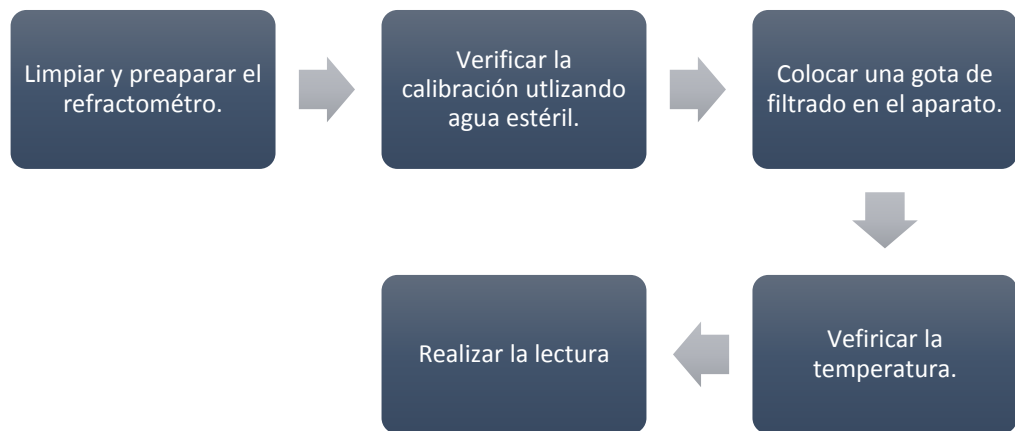 Limpiar y preaparar el
refractométro.
Verificar la
calibración utlizando
agua estéril.
Colocar una gota de
filtrado en el aparato.
Vefiricar la
temperatura.
Realizar la lectura